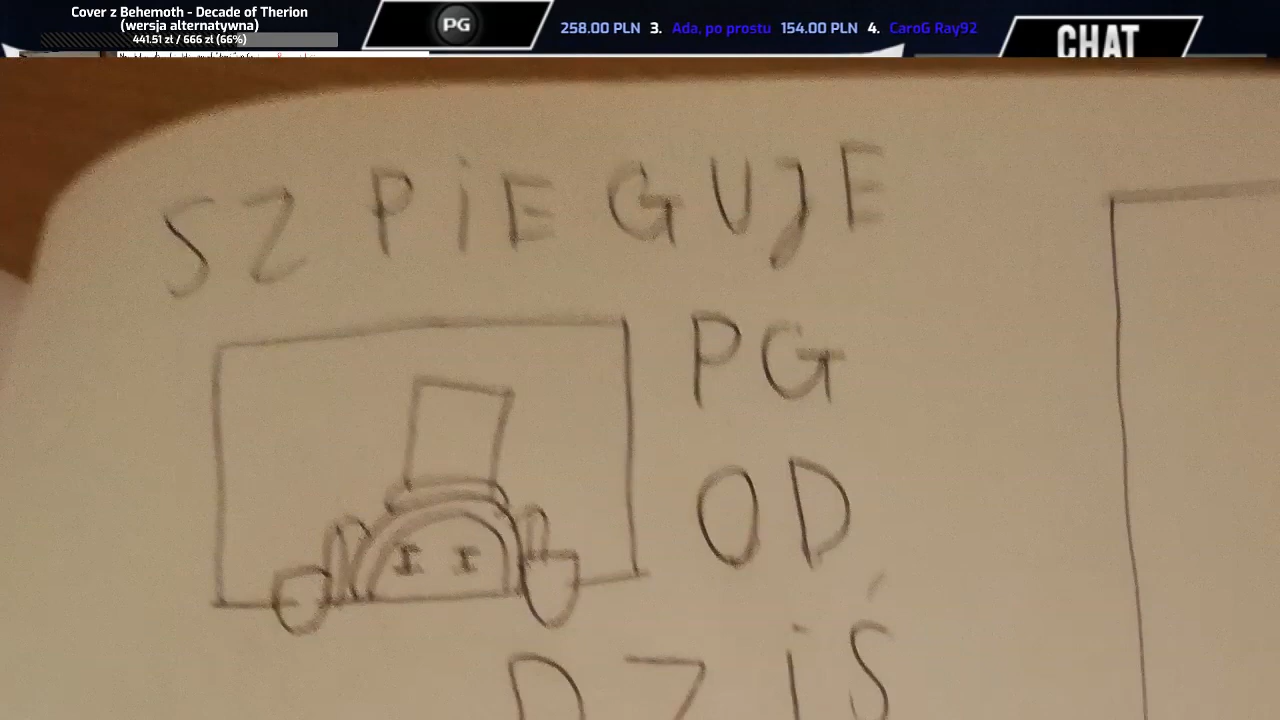 Cover z Behemoth - Decade of Therion
(wersja alternatywna)
441.51 zł / 666 zł (66%)
PG
258.00 PLN 3. Ada, po prostu 154.00 PLN 4. CaroG Ray92
CHAT
SZPiEGUJE
PG
OD
DZiŚ